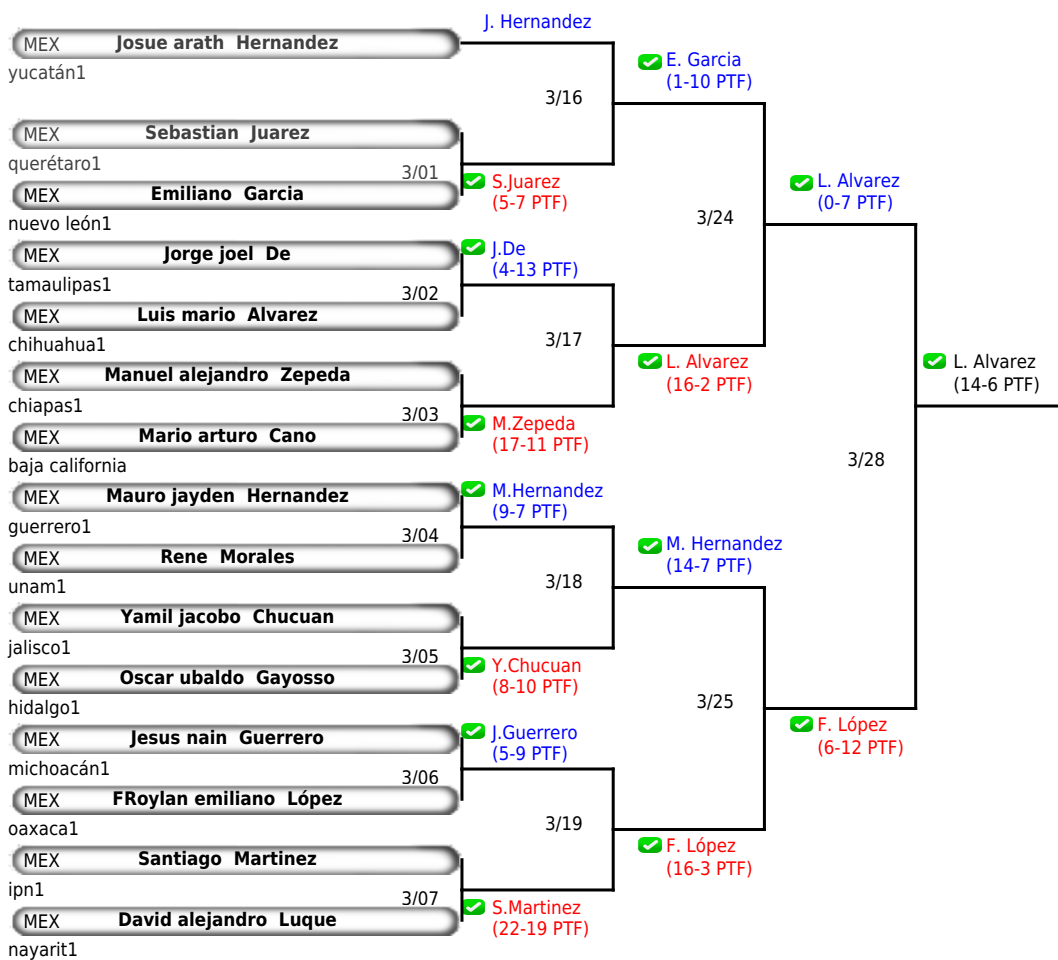 J. Hernandez
MEX Josue arath Hernandez
yucatán1
E. Garcia
(1-10 PTF)
3/16
MEX Sebastian Juarez
querétaro1
3/01
S.Juarez
(5-7 PTF)
MEX Emiliano Garcia
nuevo león1
L. Alvarez
(0-7 PTF)
3/24
MEX Jorge joel De
tamaulipas1
J.De
(4-13 PTF)
3/02
MEX Luis mario Alvarez
chihuahua1
3/17
L. Alvarez
(16-2 PTF)
L. Alvarez
(14-6 PTF)
MEX Manuel alejandro Zepeda
chiapas1
3/03
M.Zepeda
(17-11 PTF)
MEX Mario arturo Cano
baja california
3/28
MEX Mauro jayden Hernandez
guerrero1
M.Hernandez
(9-7 PTF)
3/04
MEX Rene Morales
unam1
M. Hernandez
(14-7 PTF)
3/18
MEX Yamil jacobo Chucuan
jalisco1
3/05
Y.Chucuan
(8-10 PTF)
MEX Oscar ubaldo Gayosso
hidalgo1
3/25
F. López
(6-12 PTF)
MEX Jesus nain Guerrero
michoacán1
J.Guerrero
(5-9 PTF)
3/06
MEX FRoylan emiliano López
oaxaca1
3/19
F. López
(16-3 PTF)
MEX Santiago Martinez
ipn1
3/07
S.Martinez
(22-19 PTF)
MEX David alejandro Luque
nayarit1